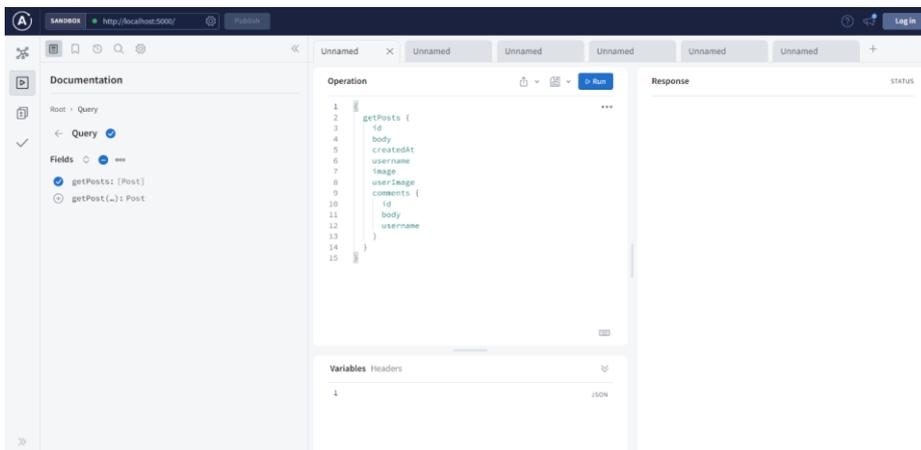 A SANDBOX http://localhost:5000/ Publish Log in
Documentation
Root › Query
Query
Fields
getPosts: [Post]
getPost(…): Post
Unnamed Unnamed Unnamed Unnamed Unnamed Unnamed
Operation Run
1 {
2 getPosts {
3 id
4 body
5 createdAt
6 username
7 image
8 userImage
9 comments {
10 id
11 body
12 username
13 }
14 }
15 }
Variables Headers
1 JSON
Response STATUS